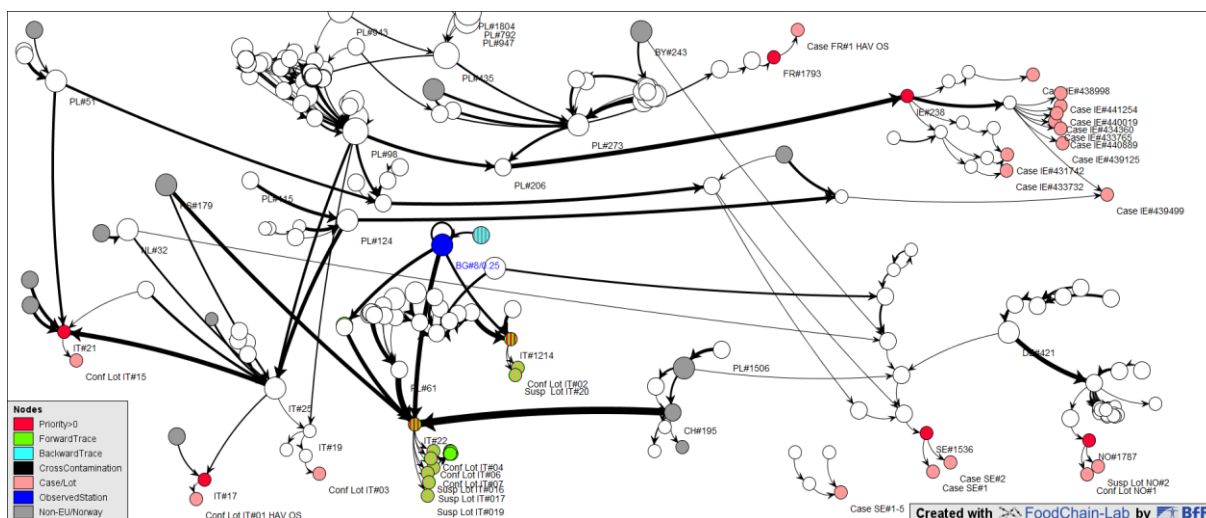 PL#1804
PL#943
PL#792
PL#947
BY#243
Case FR#1 HAV OS
FR#1793
PL#51
PL#435
Case IE#438998
IE#238
Case IE#441254
Case IE#440019
Case IE#434360
Case IE#433765
Case IE#440889
PL#98
PL#273
Case IE#439125
Case IE#431742
PL#206
Case IE#433732
Case IE#439499
PL#115
PL#124
NL#32
BG#8/0.25
IT#21
Conf Lot IT#15
IT#1214
Conf Lot IT#02
Susp Lot IT#20
PL#61
PL#1506
IT#25
IT#22
CH#195
IT#19
Conf Lot IT#04
Conf Lot IT#06
Conf Lot IT#07
Susp Lot IT#016
Susp Lot IT#017
Susp Lot IT#019
Conf Lot IT#03
IT#17
Conf Lot IT#01 HAV OS
SE#1536
Case SE#2
Case SE#1
Case SE#1-5
NO#1787
Susp Lot NO#2
Conf Lot NO#1
Nodes
Priority>0
ForwardTrace
BackwardTrace
CrossContamination
Case/Lot
ObservedStation
Non-EU/Norway
Created with FoodChain-Lab by BfR